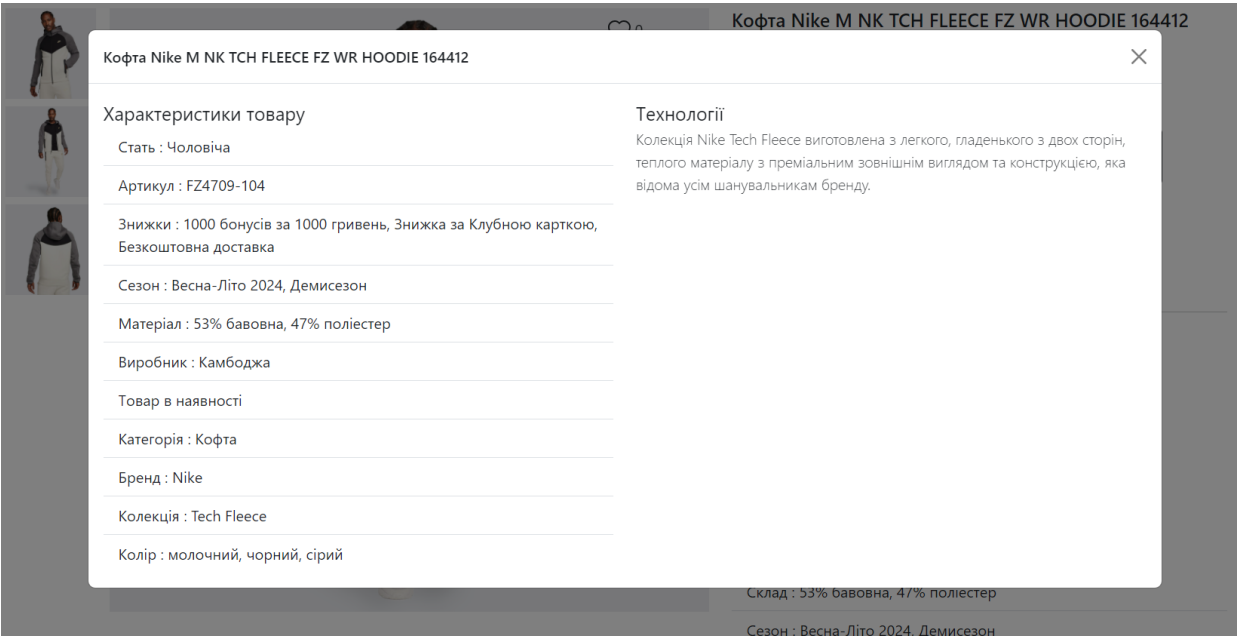 Кофта Nike M NK TCH FLEECE FZ WR HOODIE 164412
Кофта Nike M NK TCH FLEECE FZ WR HOODIE 164412
Характеристики товару
Стать : Чоловіча
Артикул : FZ4709-104
Знижки : 1000 бонусів за 1000 гривень, Знижка за Клубною карткою,
Безкоштовна доставка
Сезон : Весна-Літо 2024, Демисезон
Матеріал : 53% бавовна, 47% поліестер
Виробник : Камбоджа
Товар в наявності
Категорія : Кофта
Бренд : Nike
Колекція : Tech Fleece
Колір : молочний, чорний, сірий
Технології
Колекція Nike Tech Fleece виготовлена з легкого, гладенького з двох сторін,
теплого матеріалу з преміальним зовнішнім виглядом та конструкцією, яка
відома усім шанувальникам бренду.
Склад : 53% бавовна, 47% поліестер
Сезон : Весна-Літо 2024, Демисезон